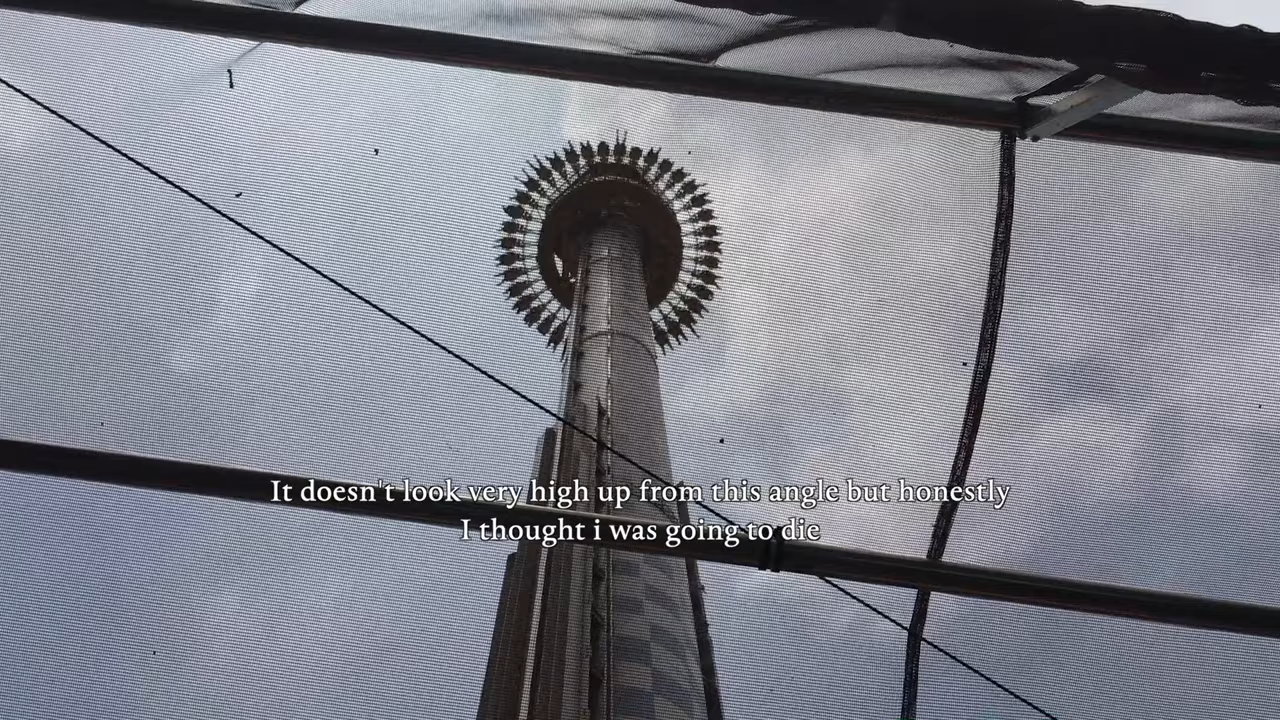 It doesn't look very high up from this angle but honestly
I thought i was going to die